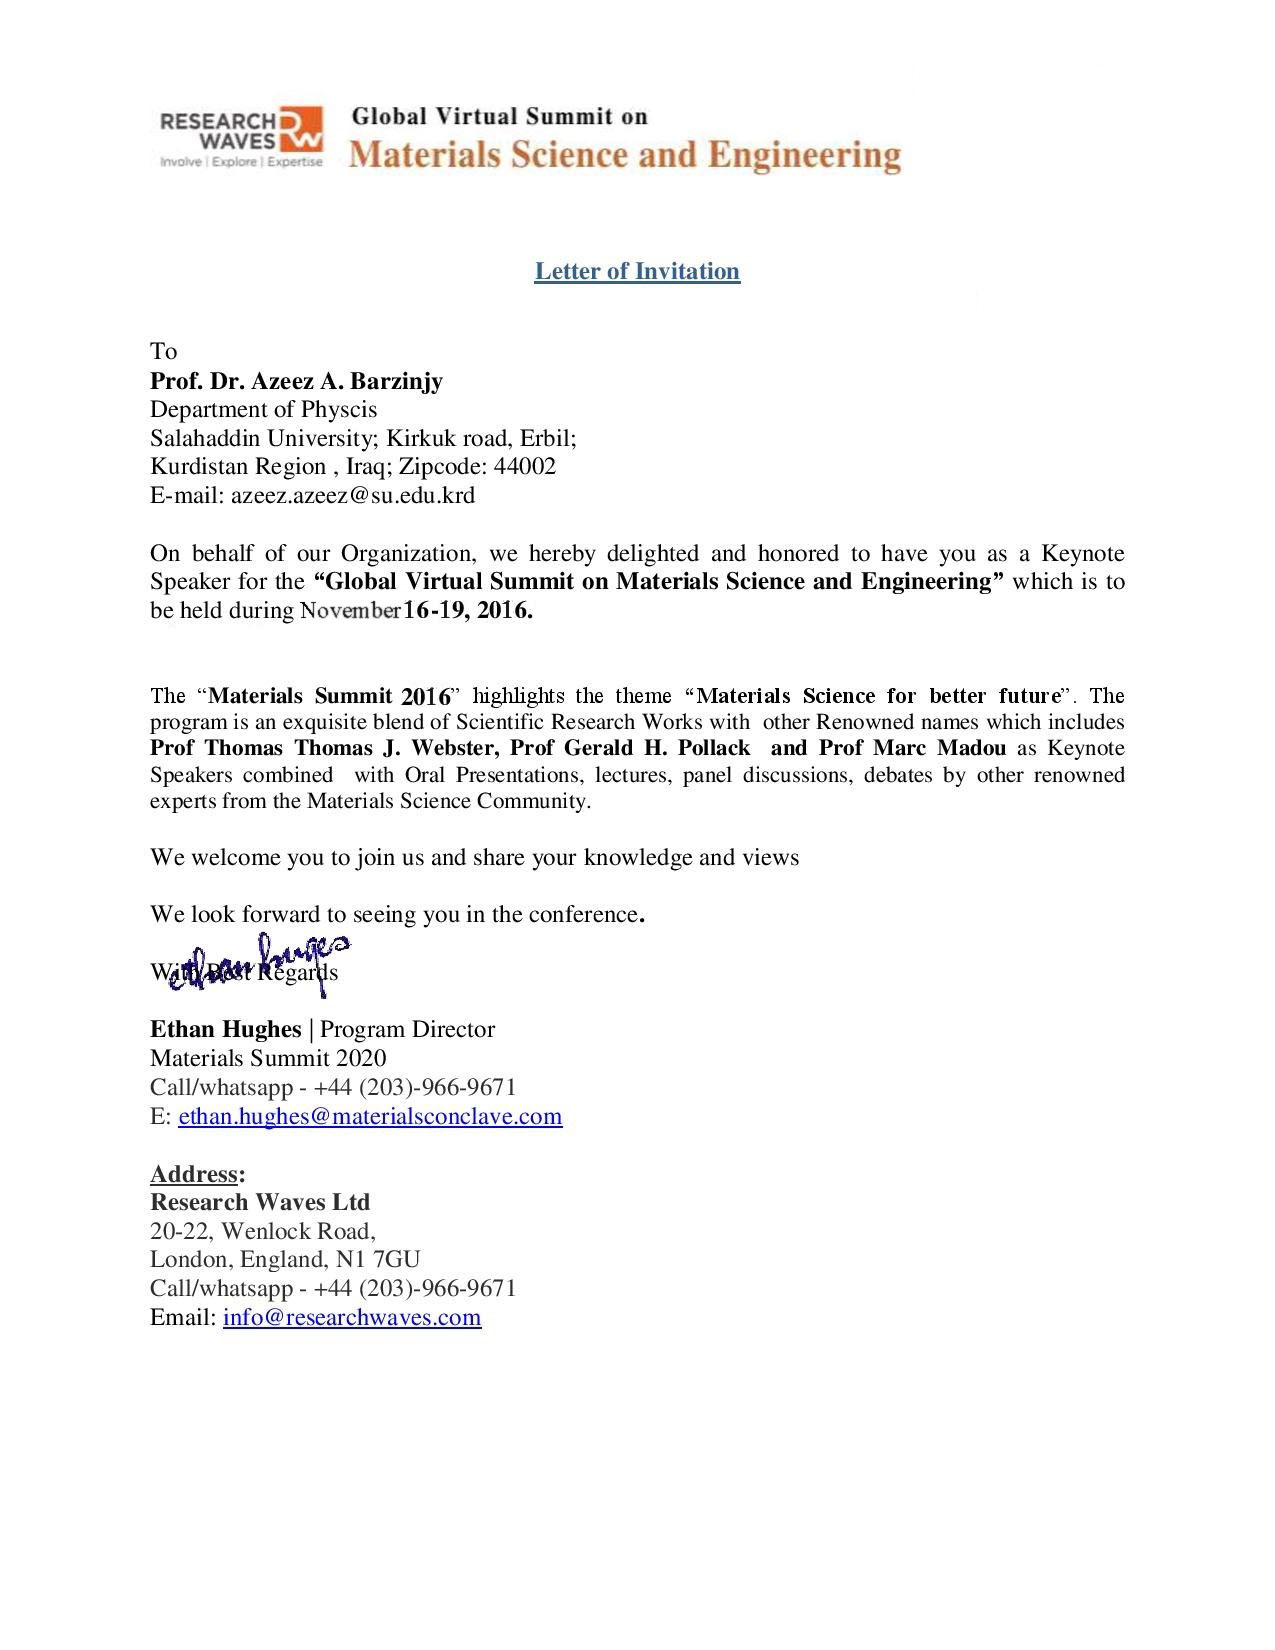 RESEARCH
WAVES
Involve | Explore | Expertise
Global Virtual Summit on
Materials Science and Engineering
Letter of Invitation
To
Prof. Dr. Azeez A. Barzinjy
Department of Physcis
Salahaddin University; Kirkuk road, Erbil;
Kurdistan Region , Iraq; Zipcode: 44002
E-mail: azeez.azeez@su.edu.krd
On behalf of our Organization, we hereby delighted and honored to have you as a Keynote
Speaker for the “Global Virtual Summit on Materials Science and Engineering” which is to
be held during November 16-19, 2016.
The “Materials Summit 2016” highlights the theme “Materials Science for better future”. The
program is an exquisite blend of Scientific Research Works with other Renowned names which includes
Prof Thomas Thomas J. Webster, Prof Gerald H. Pollack and Prof Marc Madou as Keynote
Speakers combined with Oral Presentations, lectures, panel discussions, debates by other renowned
experts from the Materials Science Community.
We welcome you to join us and share your knowledge and views
We look forward to seeing you in the conference.
ethan hughes
With Best Regards
Ethan Hughes | Program Director
Materials Summit 2020
Call/whatsapp - +44 (203)-966-9671
E: ethan.hughes@materialsconclave.com
Address:
Research Waves Ltd
20-22, Wenlock Road,
London, England, N1 7GU
Call/whatsapp - +44 (203)-966-9671
Email: info@researchwaves.com